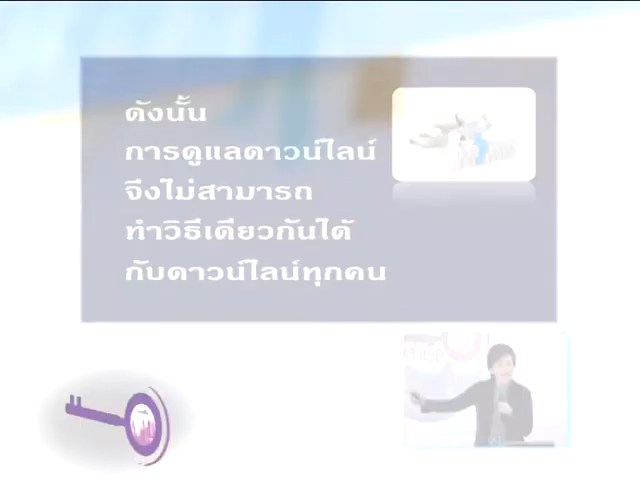 ดังนั้น
การดูแลดาวน์ไลน์
จึงไม่สามารถ
ทำวิธีเดียวกันได้
กับดาวน์ไลน์ทุกคน